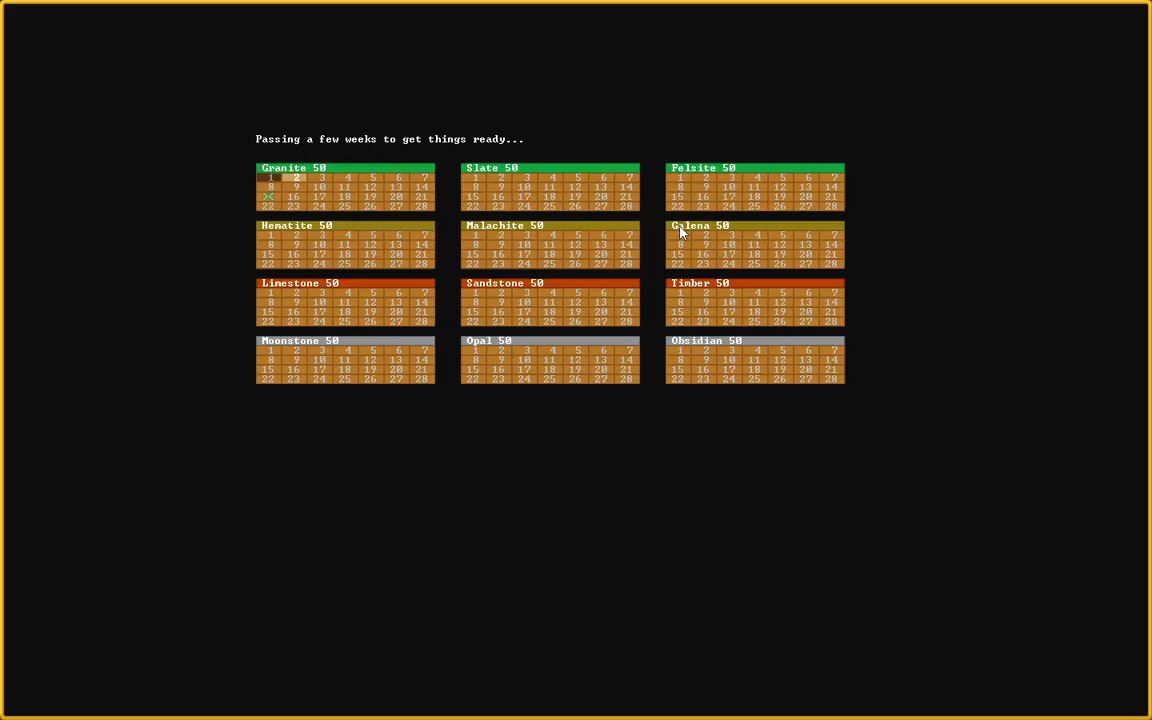 Passing a few weeks to get things ready...
Granite 50 Slate 50 Felsite 50
1 2 3 4 5 6 7 1 2 3 4 5 6 7 1 2 3 4 5 6 7
8 9 10 11 12 13 14 8 9 10 11 12 13 14 8 9 10 11 12 13 14
16 17 18 19 20 21 15 16 17 18 19 20 21 15 16 17 18 19 20 21
22 23 24 25 26 27 28 22 23 24 25 26 27 28 22 23 24 25 26 27 28
Hematite 50 Malachite 50 Galena 50
1 2 3 4 5 6 7 1 2 3 4 5 6 7 2 3 4 5 6 7
8 9 10 11 12 13 14 8 9 10 11 12 13 14 8 9 10 11 12 13 14
15 16 17 18 19 20 21 15 16 17 18 19 20 21 15 16 17 18 19 20 21
22 23 24 25 26 27 28 22 23 24 25 26 27 28 22 23 24 25 26 27 28
Limestone 50 Sandstone 50 Timber 50
1 2 3 4 5 6 7 1 2 3 4 5 6 7 1 2 3 4 5 6 7
8 9 10 11 12 13 14 8 9 10 11 12 13 14 8 9 10 11 12 13 14
15 16 17 18 19 20 21 15 16 17 18 19 20 21 15 16 17 18 19 20 21
22 23 24 25 26 27 28 22 23 24 25 26 27 28 22 23 24 25 26 27 28
Moonstone 50 Opal 50 Obsidian 50
1 2 3 4 5 6 7 1 2 3 4 5 6 7 1 2 3 4 5 6 7
8 9 10 11 12 13 14 8 9 10 11 12 13 14 8 9 10 11 12 13 14
15 16 17 18 19 20 21 15 16 17 18 19 20 21 15 16 17 18 19 20 21
22 23 24 25 26 27 28 22 23 24 25 26 27 28 22 23 24 25 26 27 28